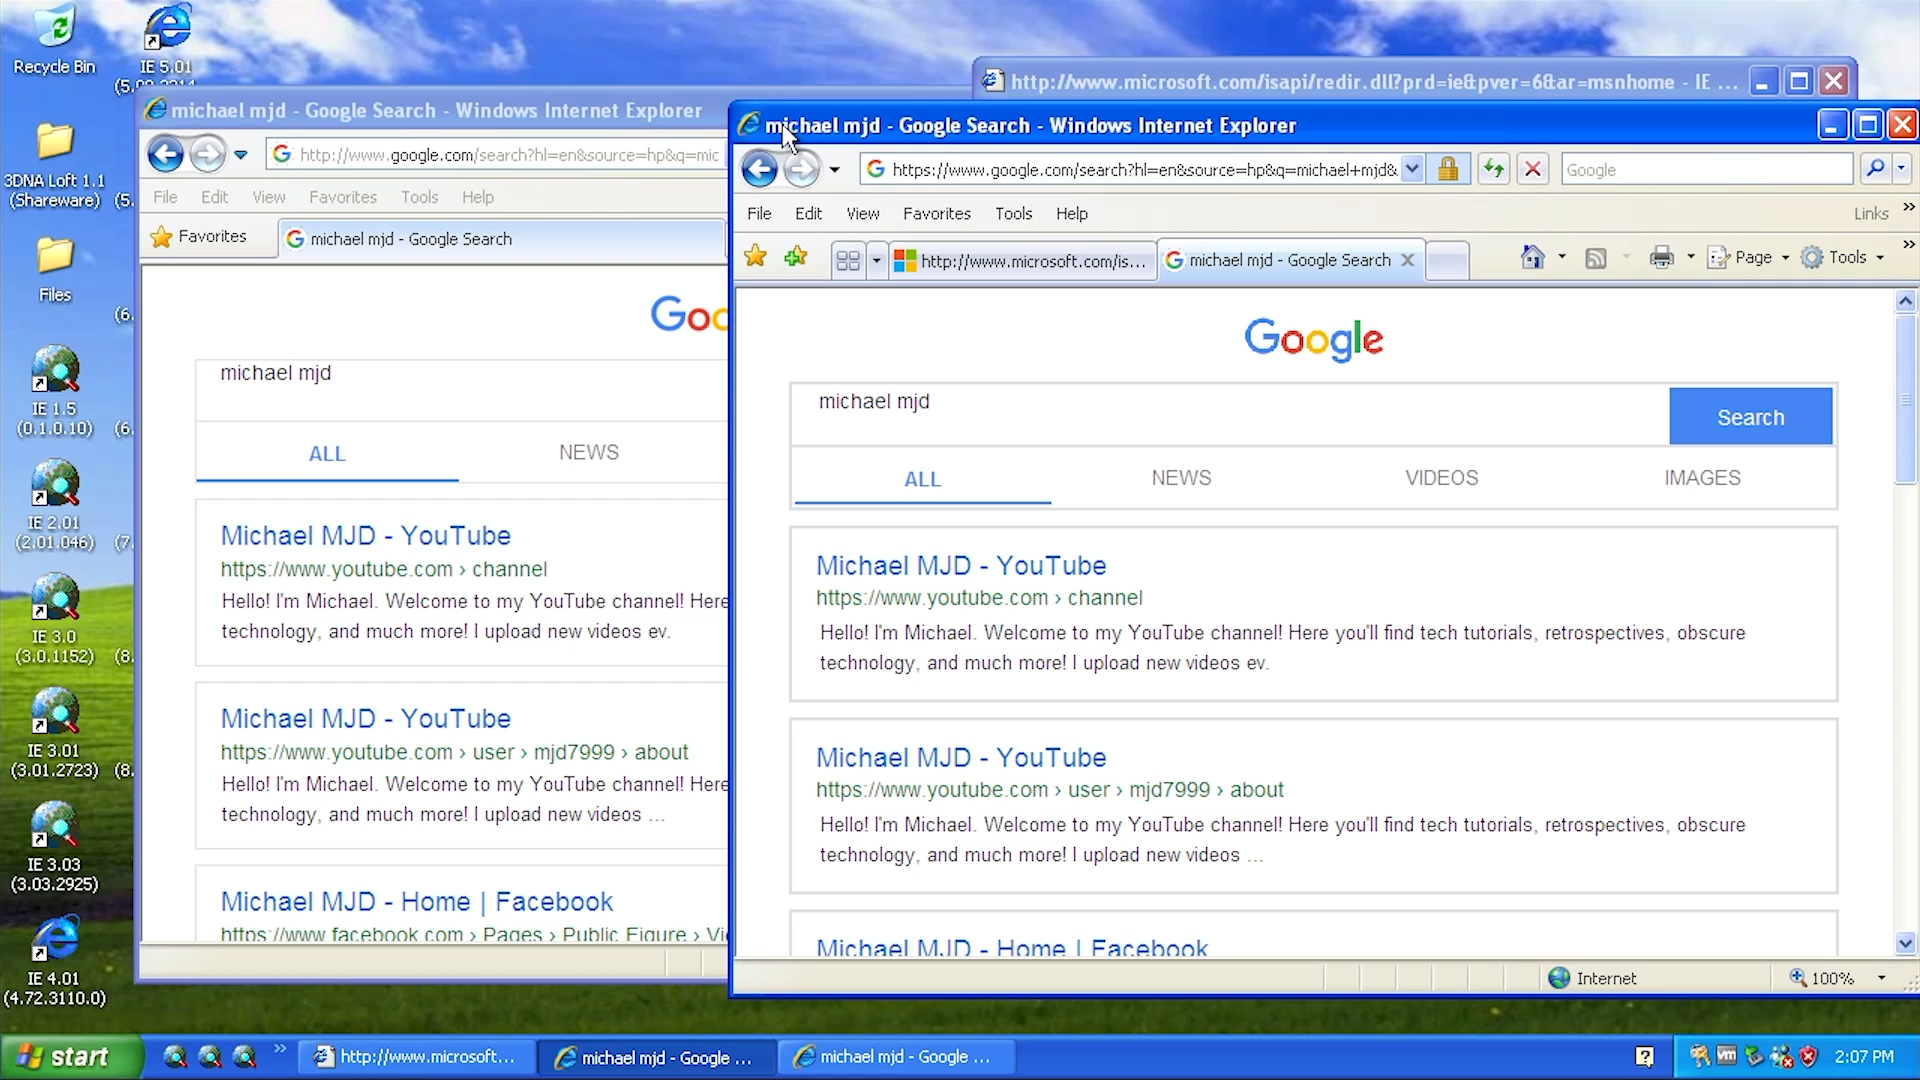 Recycle Bin
IE 5.01
3DNA Loft 1.1
(Shareware)
Files
IE 1.5
(0.1.0.10)
IE 2.01
(2.01.046)
IE 3.0
(3.0.1152)
IE 3.01
(3.01.2723)
IE 3.03
(3.03.2925)
IE 4.01
(4.72.3110.0)
http://www.microsoft.com/isapi/redir.dll?prd=ie&pver=6&ar=msnhome - IE ...
michael mjd - Google Search - Windows Internet Explorer
http://www.google.com/search?hl=en&source=hp&q=mic
File Edit View Favorites Tools Help
Favorites
michael mjd - Google Search
michael mjd
ALL NEWS
Michael MJD - YouTube
https://www.youtube.com › channel
Hello! I'm Michael. Welcome to my YouTube channel! Here
technology, and much more! I upload new videos ev.
Michael MJD - YouTube
https://www.youtube.com › user › mjd7999 › about
Hello! I'm Michael. Welcome to my YouTube channel! Here
technology, and much more! I upload new videos ...
Michael MJD - Home | Facebook
https://www.facebook.com › Pages › Public Figure › Vi
michael mjd - Google Search - Windows Internet Explorer
https://www.google.com/search?hl=en&source=hp&q=michael+mjd&
Google
File Edit View Favorites Tools Help
Links
http://www.microsoft.com/is...
michael mjd - Google Search
Page
Tools
Google
michael mjd
Search
ALL NEWS VIDEOS IMAGES
Michael MJD - YouTube
https://www.youtube.com › channel
Hello! I'm Michael. Welcome to my YouTube channel! Here you'll find tech tutorials, retrospectives, obscure
technology, and much more! I upload new videos ev.
Michael MJD - YouTube
https://www.youtube.com › user › mjd7999 › about
Hello! I'm Michael. Welcome to my YouTube channel! Here you'll find tech tutorials, retrospectives, obscure
technology, and much more! I upload new videos ...
Michael MJD - Home | Facebook
Internet
100%
start
http://www.microsoft...
michael mjd - Google ...
michael mjd - Google ...
2:07 PM